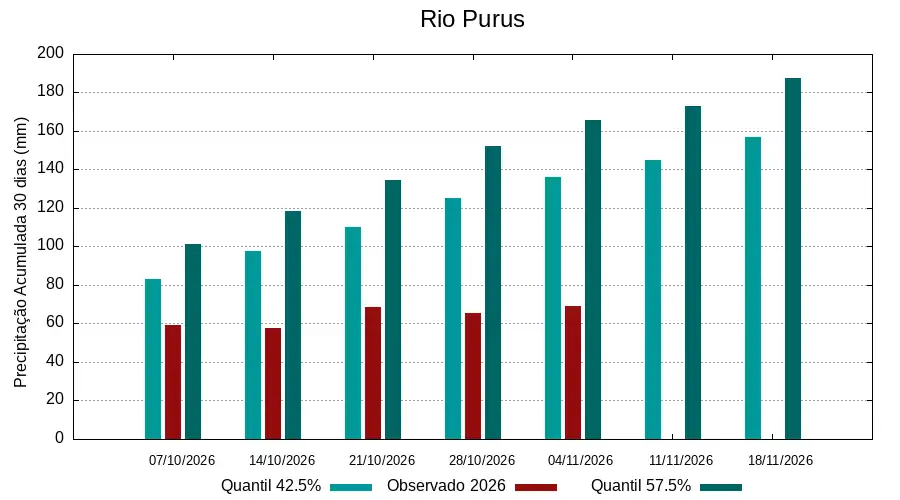 Rio Purus
Precipitação Acumulada 30 dias (mm)
200
180
160
140
120
100
80
60
40
20
0
07/10/2026 14/10/2026 21/10/2026 28/10/2026 04/11/2026 11/11/2026 18/11/2026
Quantil 42.5% Observado 2026 Quantil 57.5%